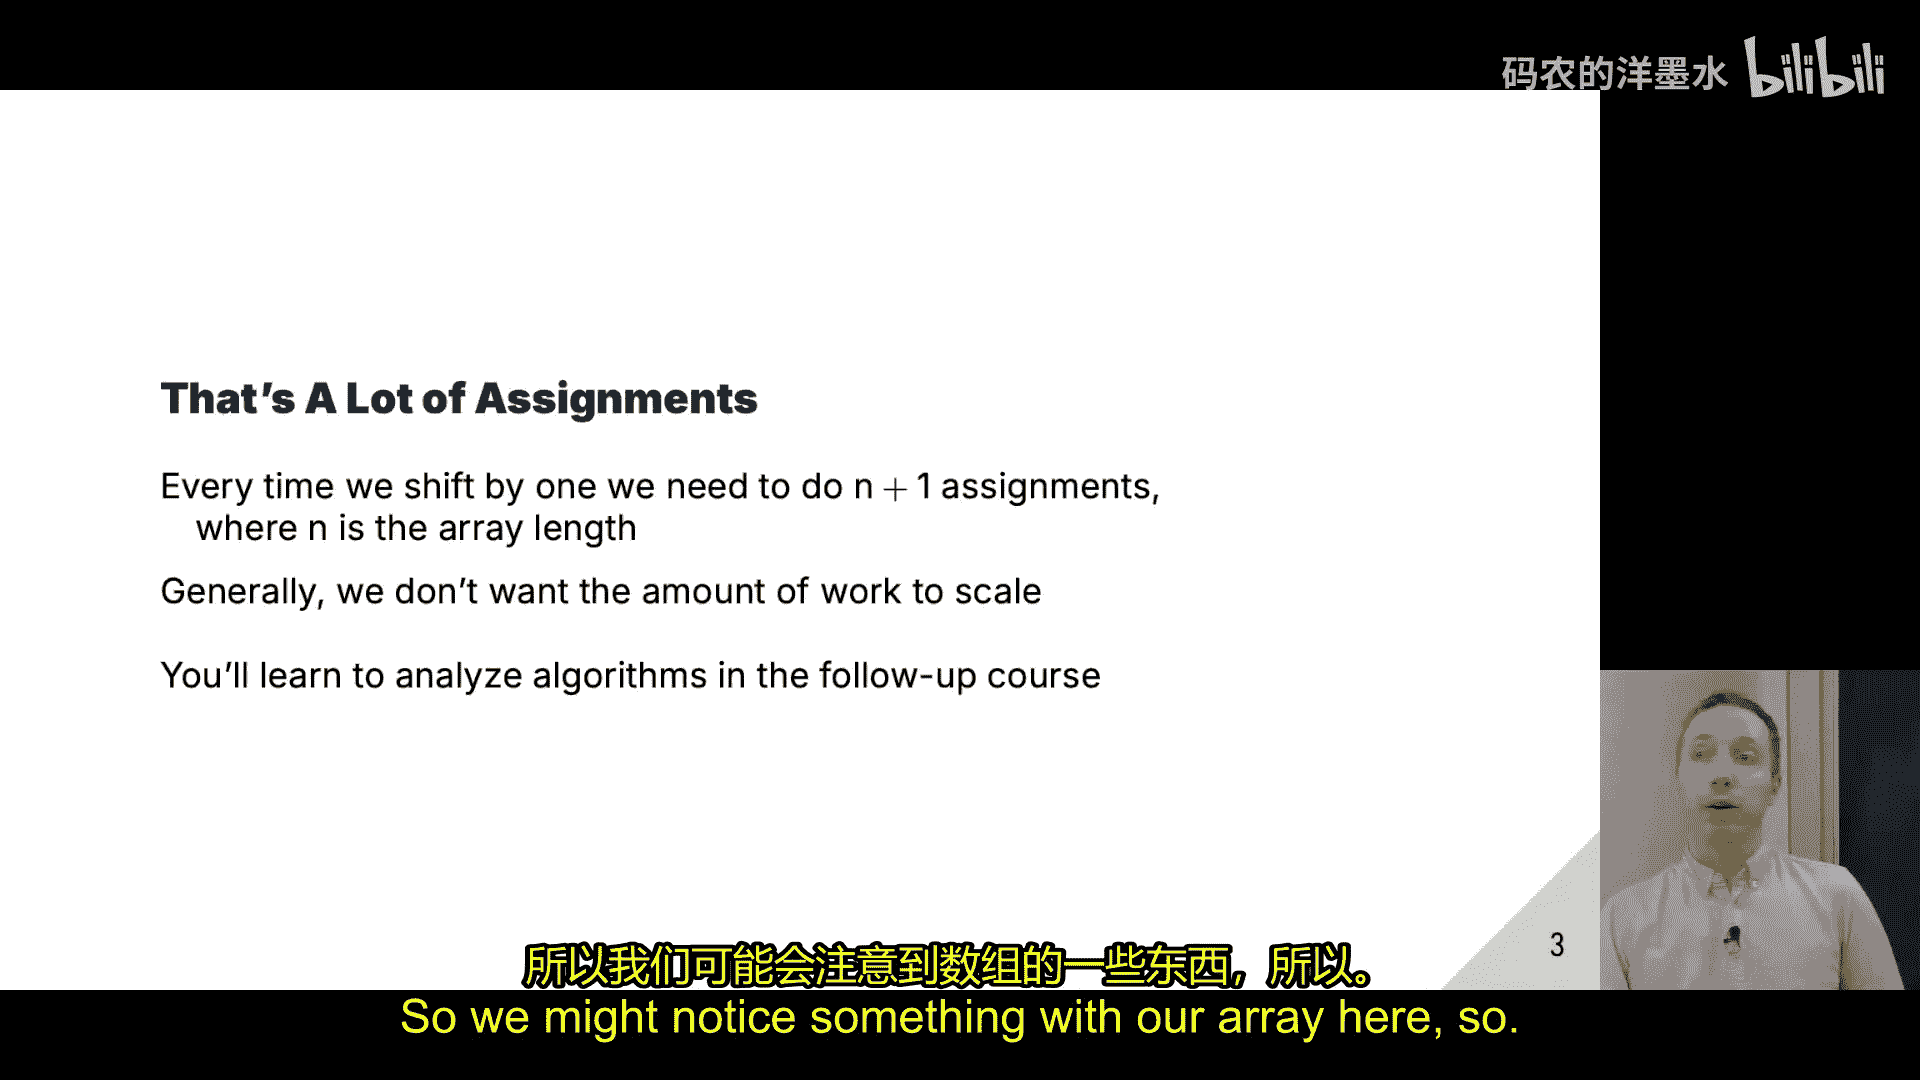 码农的洋墨水 bilibili
That's A Lot of Assignments
Every time we shift by one we need to do n + 1 assignments,
where n is the array length
Generally, we don't want the amount of work to scale
You'll learn to analyze algorithms in the follow-up course
3
所以我们可能会注意到数组的一些东西，所以。
So we might notice something with our array here, so.